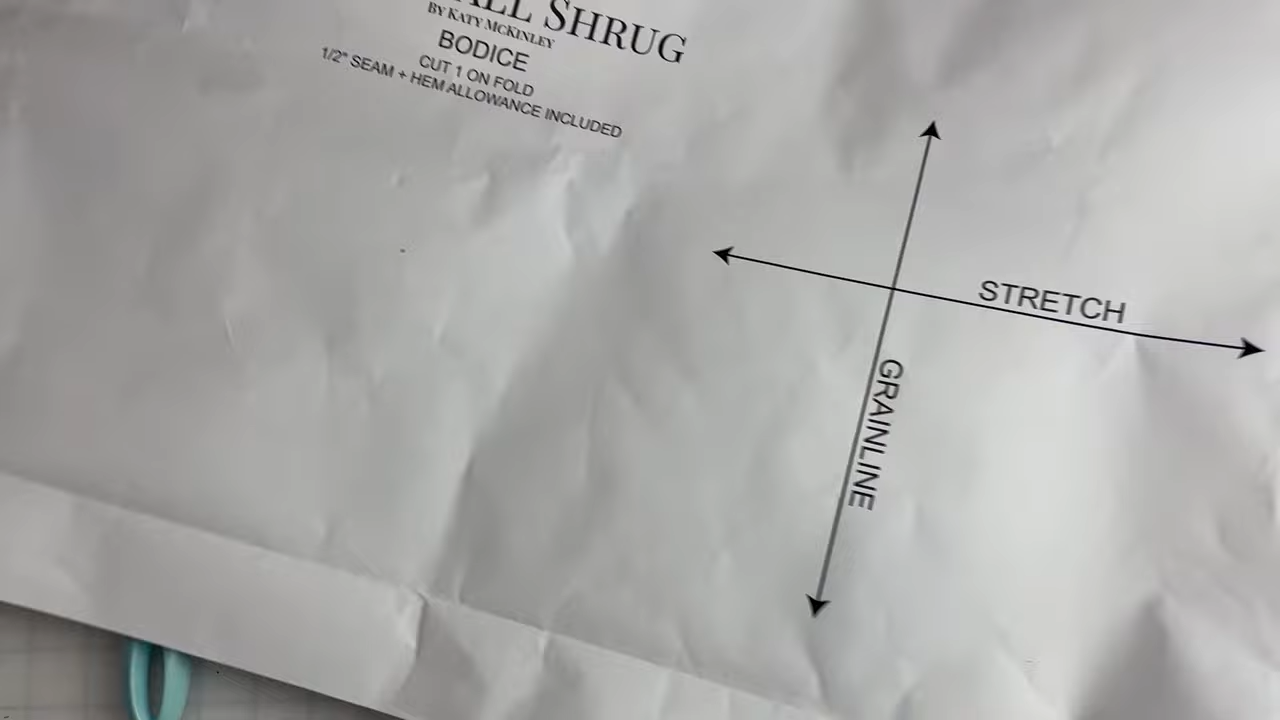 SHRUG
BY KATY MCKINLEY
BODICE
CUT 1 ON FOLD
1/2" SEAM + HEM ALLOWANCE INCLUDED
STRETCH
GRAINLINE